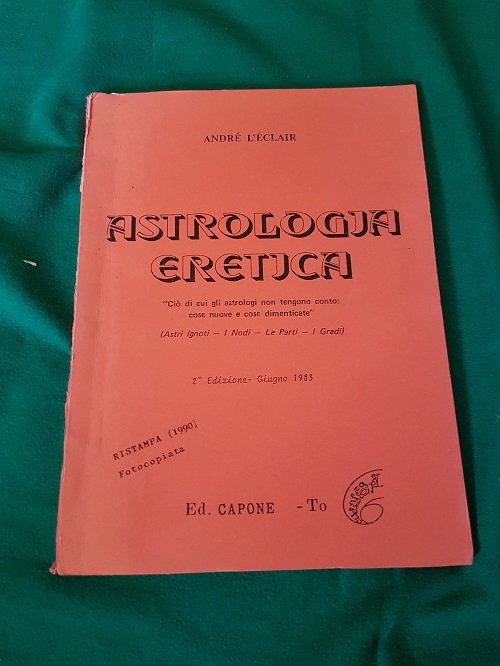 ANDRÉ L'ÉCLAIR
ASTROLOGIA
ERETICA
"Ciò di cui gli astrologi non tengono conto:
cose nuove e cose dimenticate"
(Astri ignoti — I Nodi — Le Parti — I Gradi)
2ᵃ Edizione- Giugno 1983
RISTAMPA (1990)
Fotocopiata
Ed. CAPONE - To